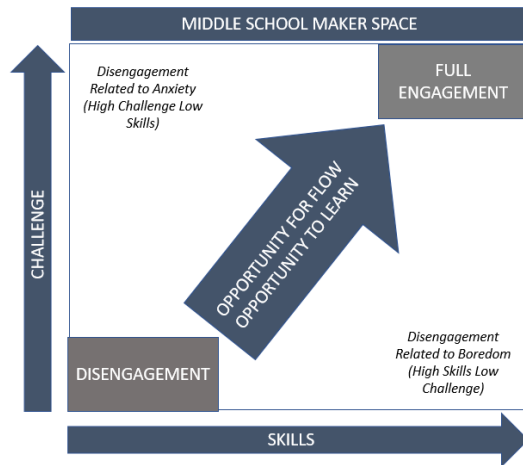 MIDDLE SCHOOL MAKER SPACE
Disengagement
Related to Anxiety
(High Challenge Low
Skills)
FULL
ENGAGEMENT
CHALLENGE
OPPORTUNITY FOR FLOW
OPPORTUNITY TO LEARN
Disengagement
Related to Boredom
(High Skills Low
Challenge)
DISENGAGEMENT
SKILLS